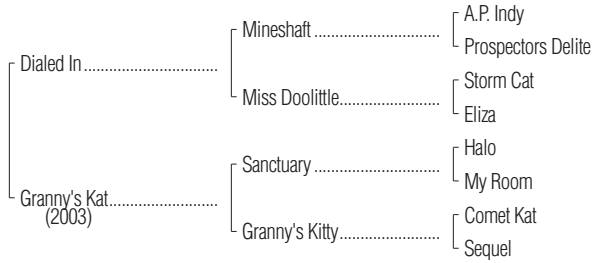 A.P. Indy
Mineshaft ..................................
Prospectors Delite
Dialed In ....................................
Storm Cat
Miss Doolittle...........................
Eliza
Halo
Sanctuary ..................................
My Room
Granny's Kat.............................
(2003)
Comet Kat
Granny's Kitty...........................
Sequel